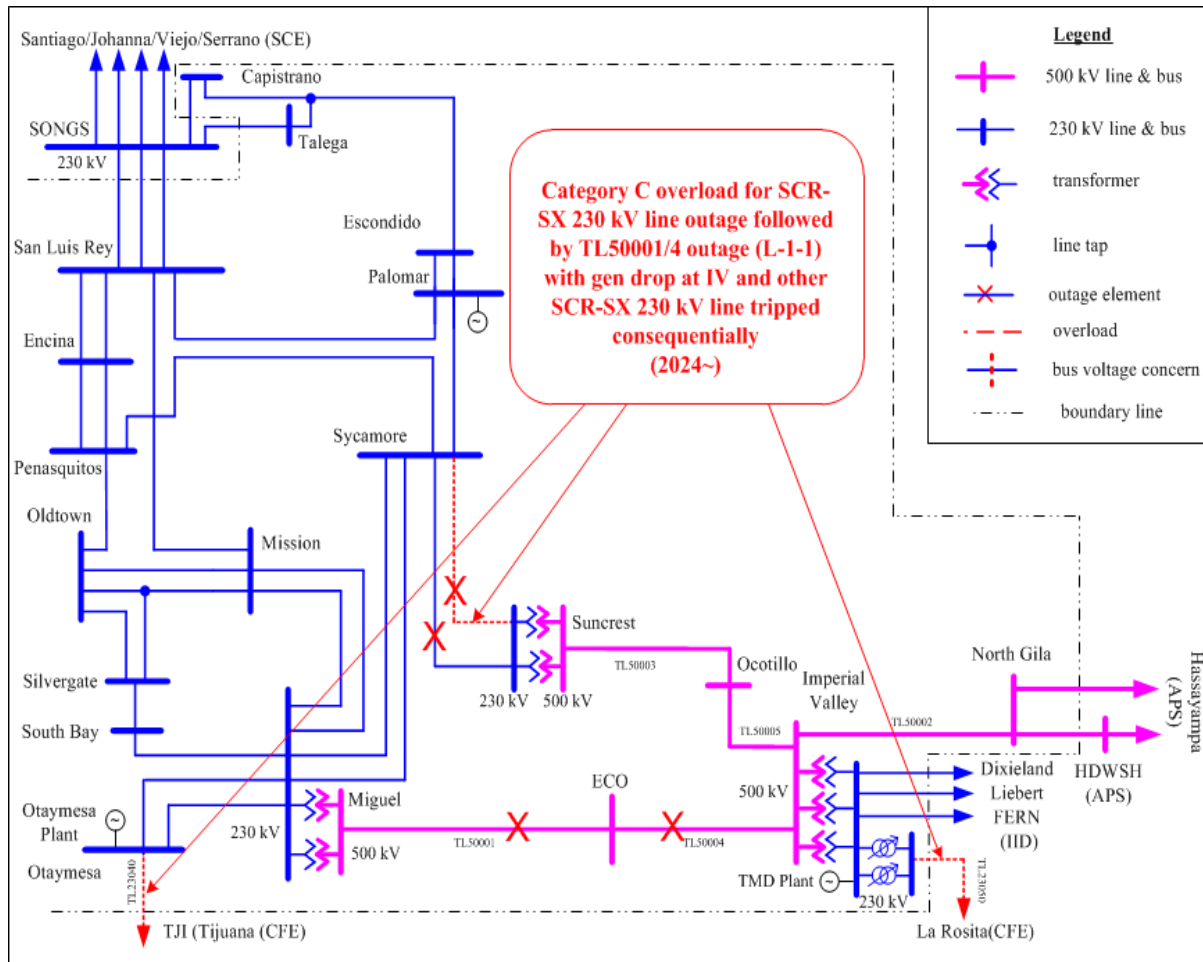 Santiago/Johanna/Viejo/Serrano (SCE)
Capistrano
SONGS
230 kV
Talega
San Luis Rey
Escondido
Palomar
~
Encina
Penasquitos
Sycamore
Oldtown
Mission
Silvergate
South Bay
Category C overload for SCR-
SX 230 kV line outage followed
by TL50001/4 outage (L-1-1)
with gen drop at IV and other
SCR-SX 230 kV line tripped
consequentially
(2024~)
Legend
500 kV line & bus
230 kV line & bus
transformer
line tap
outage element
overload
bus voltage concern
boundary line
X
X
Suncrest
230 kV
500 kV
TL50003
Ocotillo
Imperial
Valley
TL50005
500 kV
TL50002
North Gila
Hassayampa
(APS)
HDWSH
(APS)
Dixieland
Liebert
FERN
(IID)
ECO
X
X
TL50001
TL50004
Miguel
230 kV
500 kV
Otaymesa
Plant
~
Otaymesa
TL23040
TJI (Tijuana (CFE)
TMD Plant
~
230 kV
TL23050
La Rosita(CFE)